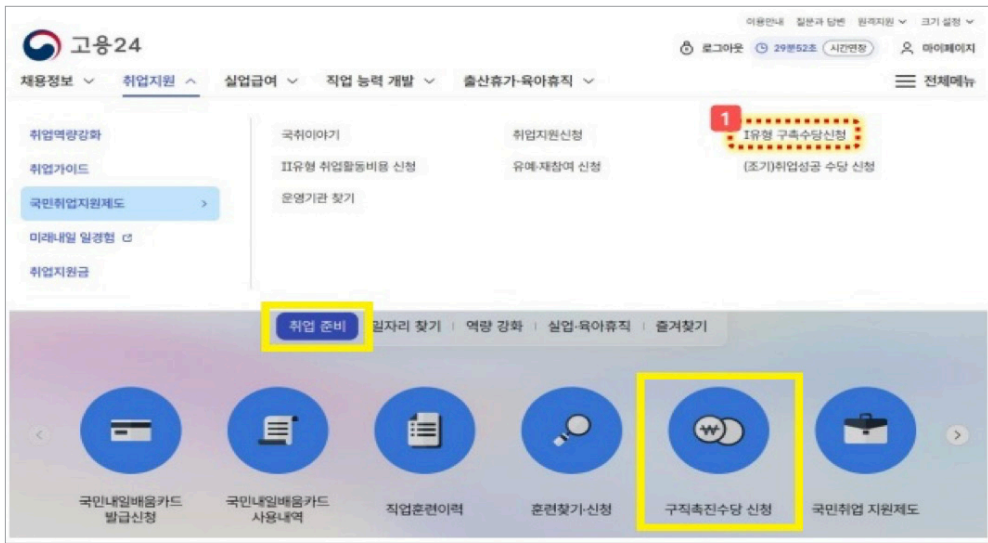 이용안내 질문과 답변 원격지원 크기 설정
고용24
로그아웃 29분52초 시간연장 마이페이지
채용정보 취업지원 실업급여 직업 능력 개발 출산휴가·육아휴직 전체메뉴
1
취업역량강화 국취이야기 취업지원신청 I유형 구촉수당신청
취업가이드 II유형 취업활동비용 신청 유예·재참여 신청 (조기)취업성공 수당 신청
국민취업지원제도 운영기관 찾기
미래내일 일경험
취업지원금
취업 준비 일자리 찾기 역량 강화 실업·육아휴직 즐겨찾기
국민내일배움카드 국민내일배움카드 직업훈련이력 훈련찾기·신청 구직촉진수당 신청 국민취업 지원제도
발급신청 사용내역